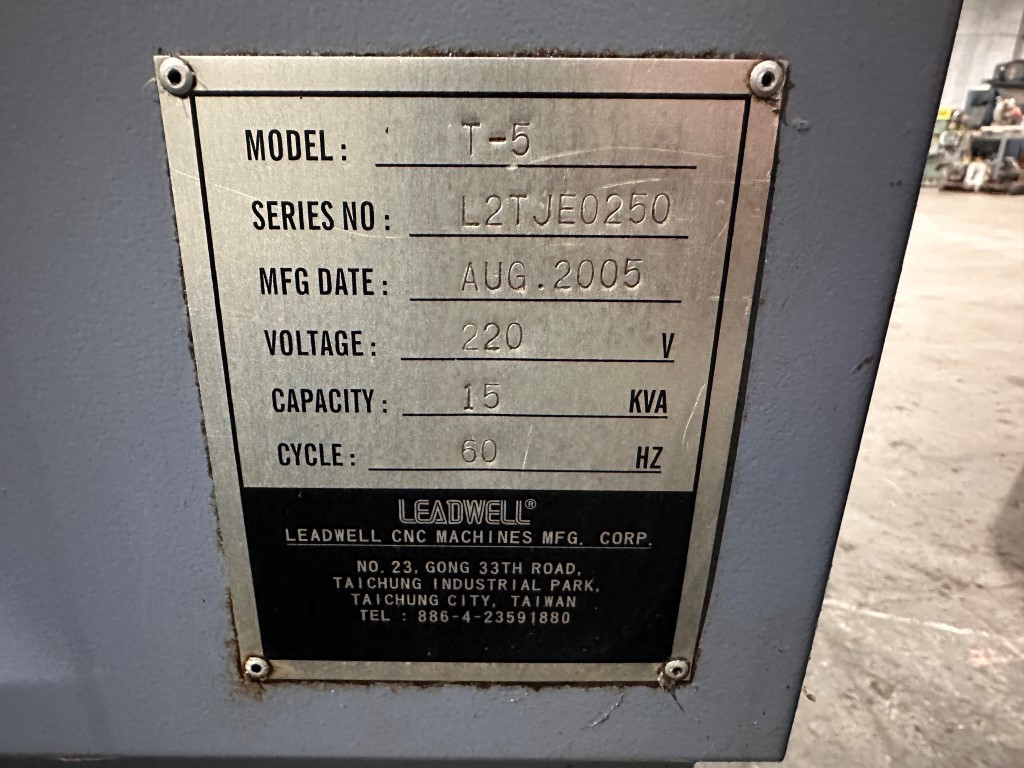 MODEL: T-5
SERIES NO: L2TJE0250
MFG DATE: AUG.2005
VOLTAGE: 220 V
CAPACITY: 15 KVA
CYCLE: 60 HZ
LEADWELL®
LEADWELL CNC MACHINES MFG. CORP.
NO. 23, GONG 33TH ROAD,
TAICHUNG INDUSTRIAL PARK,
TAICHUNG CITY, TAIWAN
TEL : 886-4-23591880